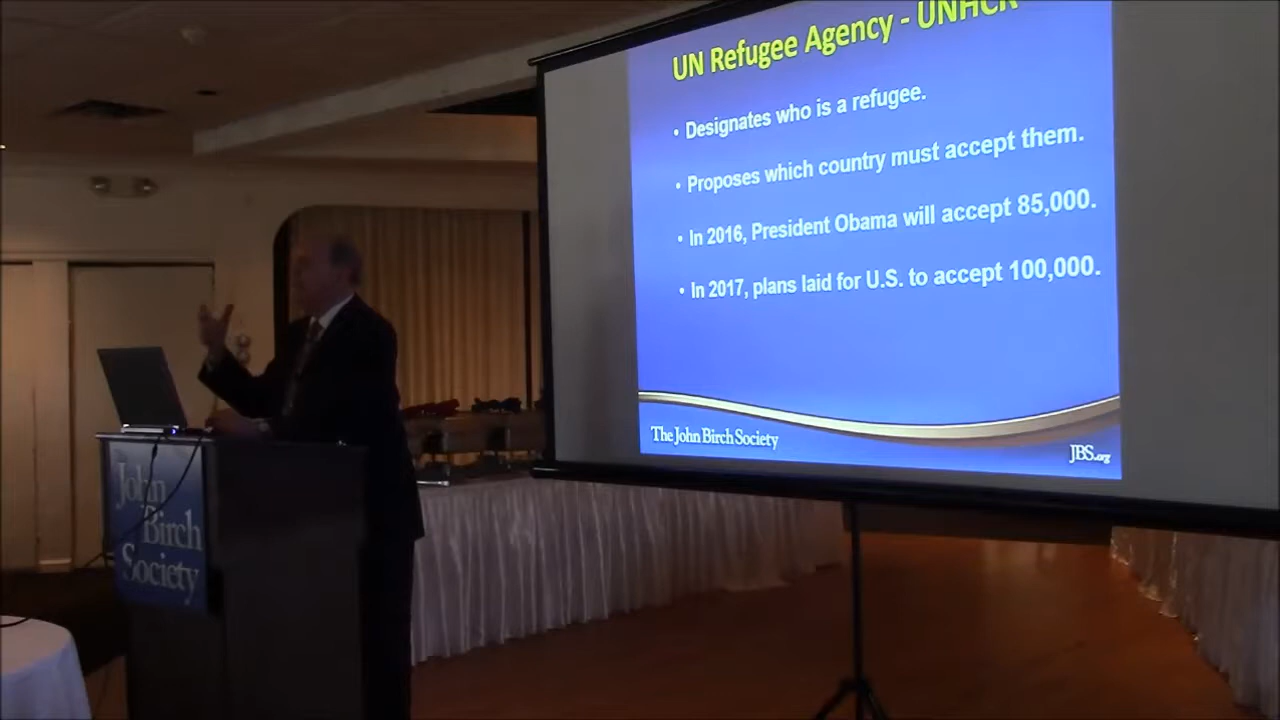 UN Refugee Agency - UNHCR
• Designates who is a refugee.
• Proposes which country must accept them.
• In 2016, President Obama will accept 85,000.
• In 2017, plans laid for U.S. to accept 100,000.
The John Birch Society
JBS.org
John
Birch
Society